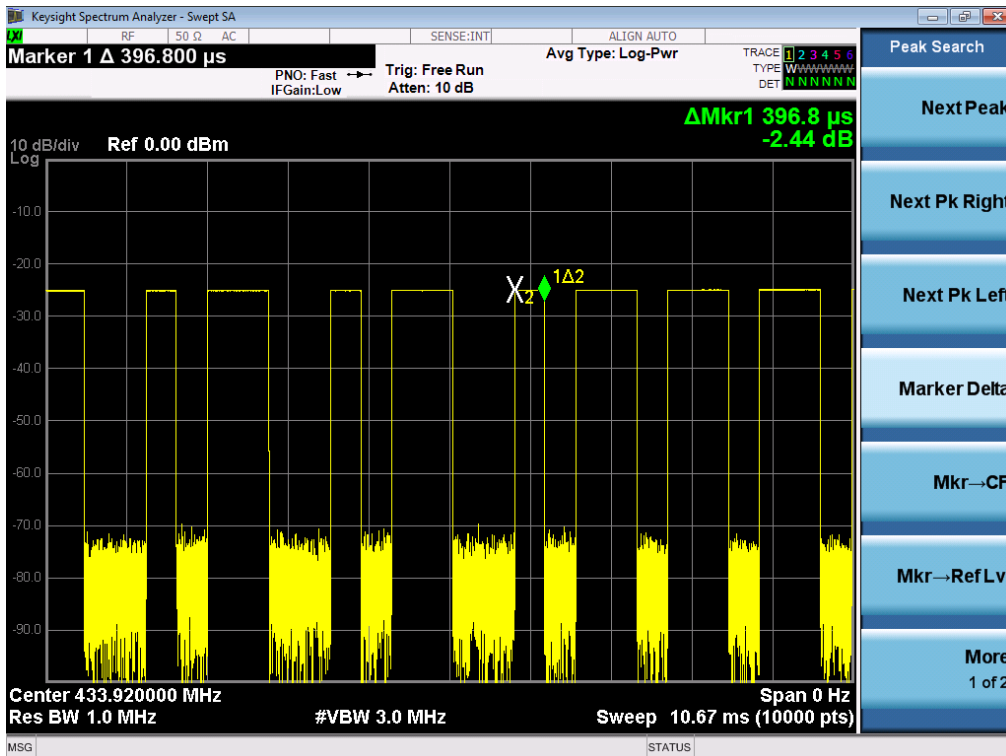 Keysight Spectrum Analyzer - Swept SA
LXI RF 50 Ω AC SENSE:INT ALIGN AUTO
Marker 1 Δ 396.800 µs
PNO: Fast
IFGain:Low
Trig: Free Run
Atten: 10 dB
Avg Type: Log-Pwr
TRACE 1 2 3 4 5 6
TYPE WWWWWW
DET N N N N N N
ΔMkr1 396.8 µs
-2.44 dB
10 dB/div Ref 0.00 dBm
Log
-10.0
-20.0
-30.0
-40.0
-50.0
-60.0
-70.0
-80.0
-90.0
X2 1Δ2
Center 433.920000 MHz Span 0 Hz
Res BW 1.0 MHz #VBW 3.0 MHz Sweep 10.67 ms (10000 pts)
MSG STATUS
Peak Search
Next Peak
Next Pk Right
Next Pk Left
Marker Delta
Mkr→CF
Mkr→Ref Lv
More
1 of 2